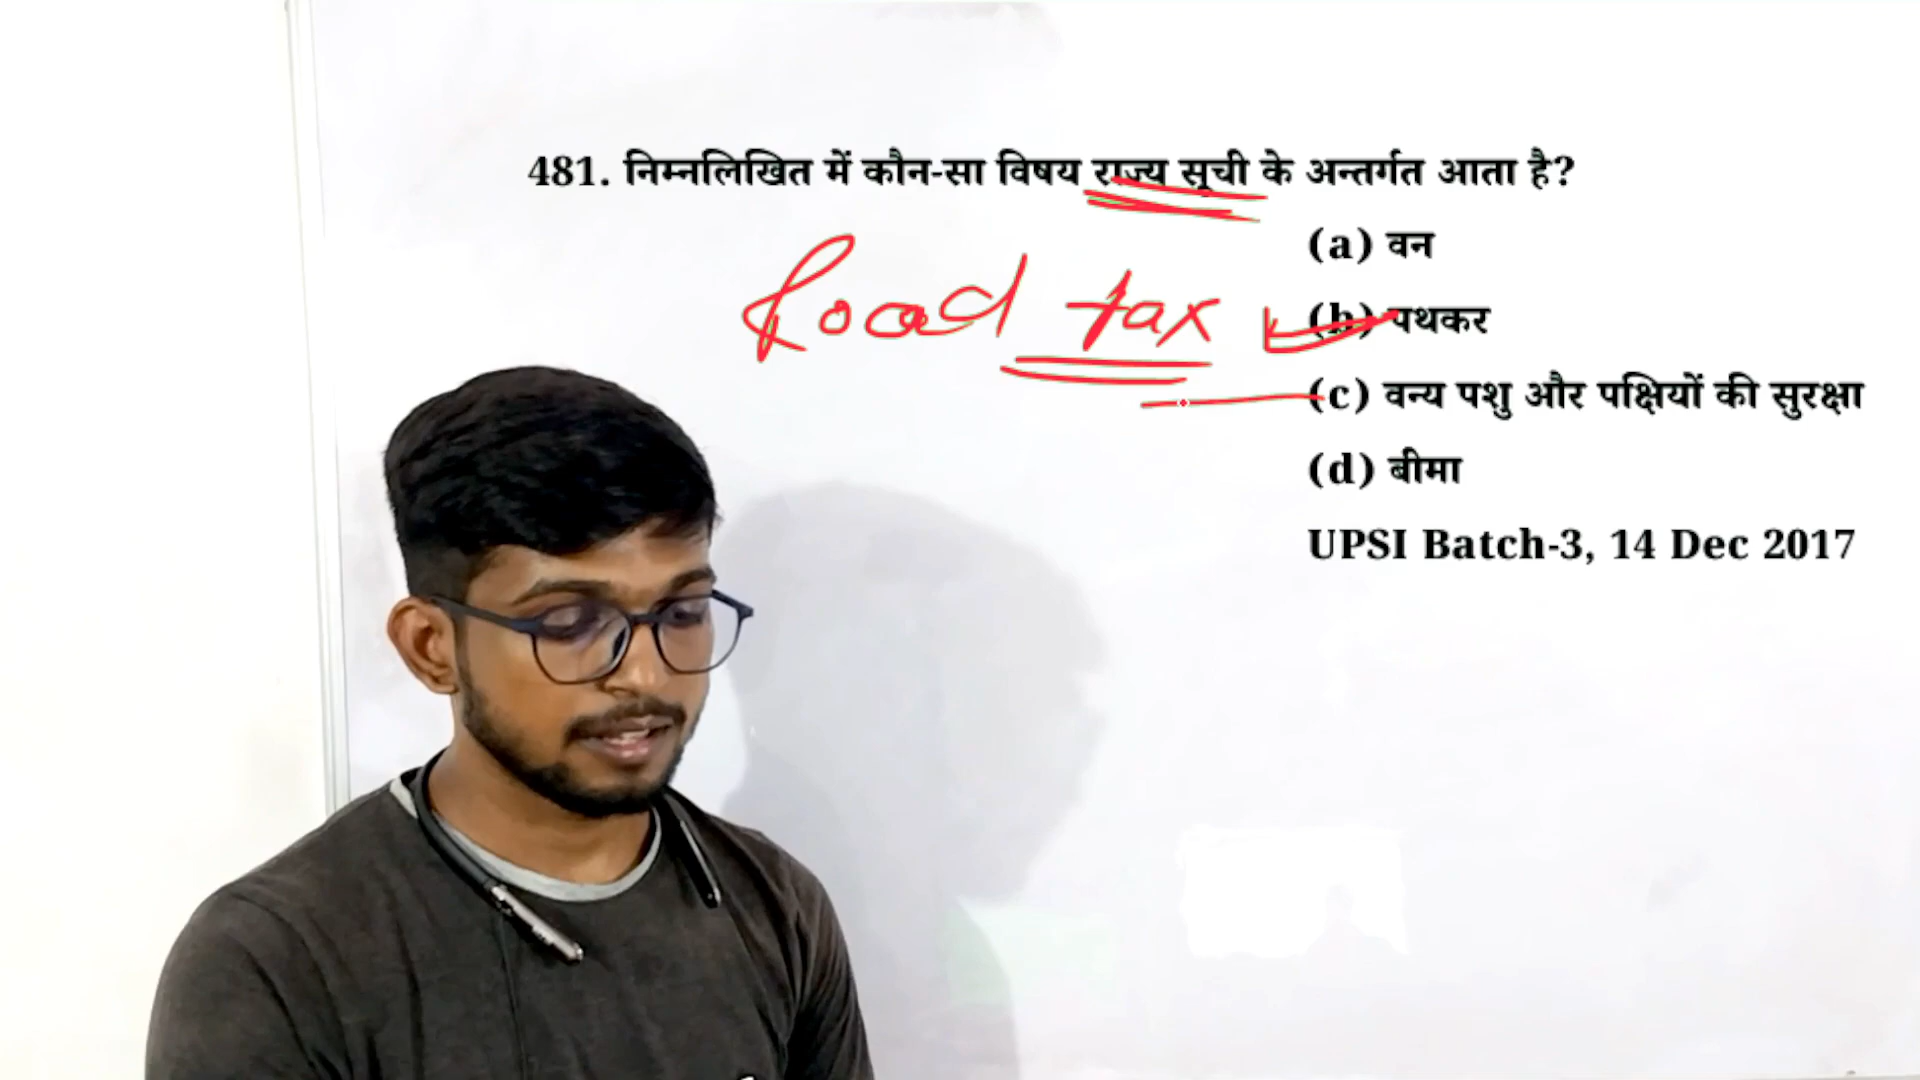 481. निम्नलिखित में कौन-सा विषय राज्य सूची के अन्तर्गत आता है?
(a) वन
Road tax
(b) पथकर
(c) वन्य पशु और पक्षियों की सुरक्षा
(d) बीमा
UPSI Batch-3, 14 Dec 2017